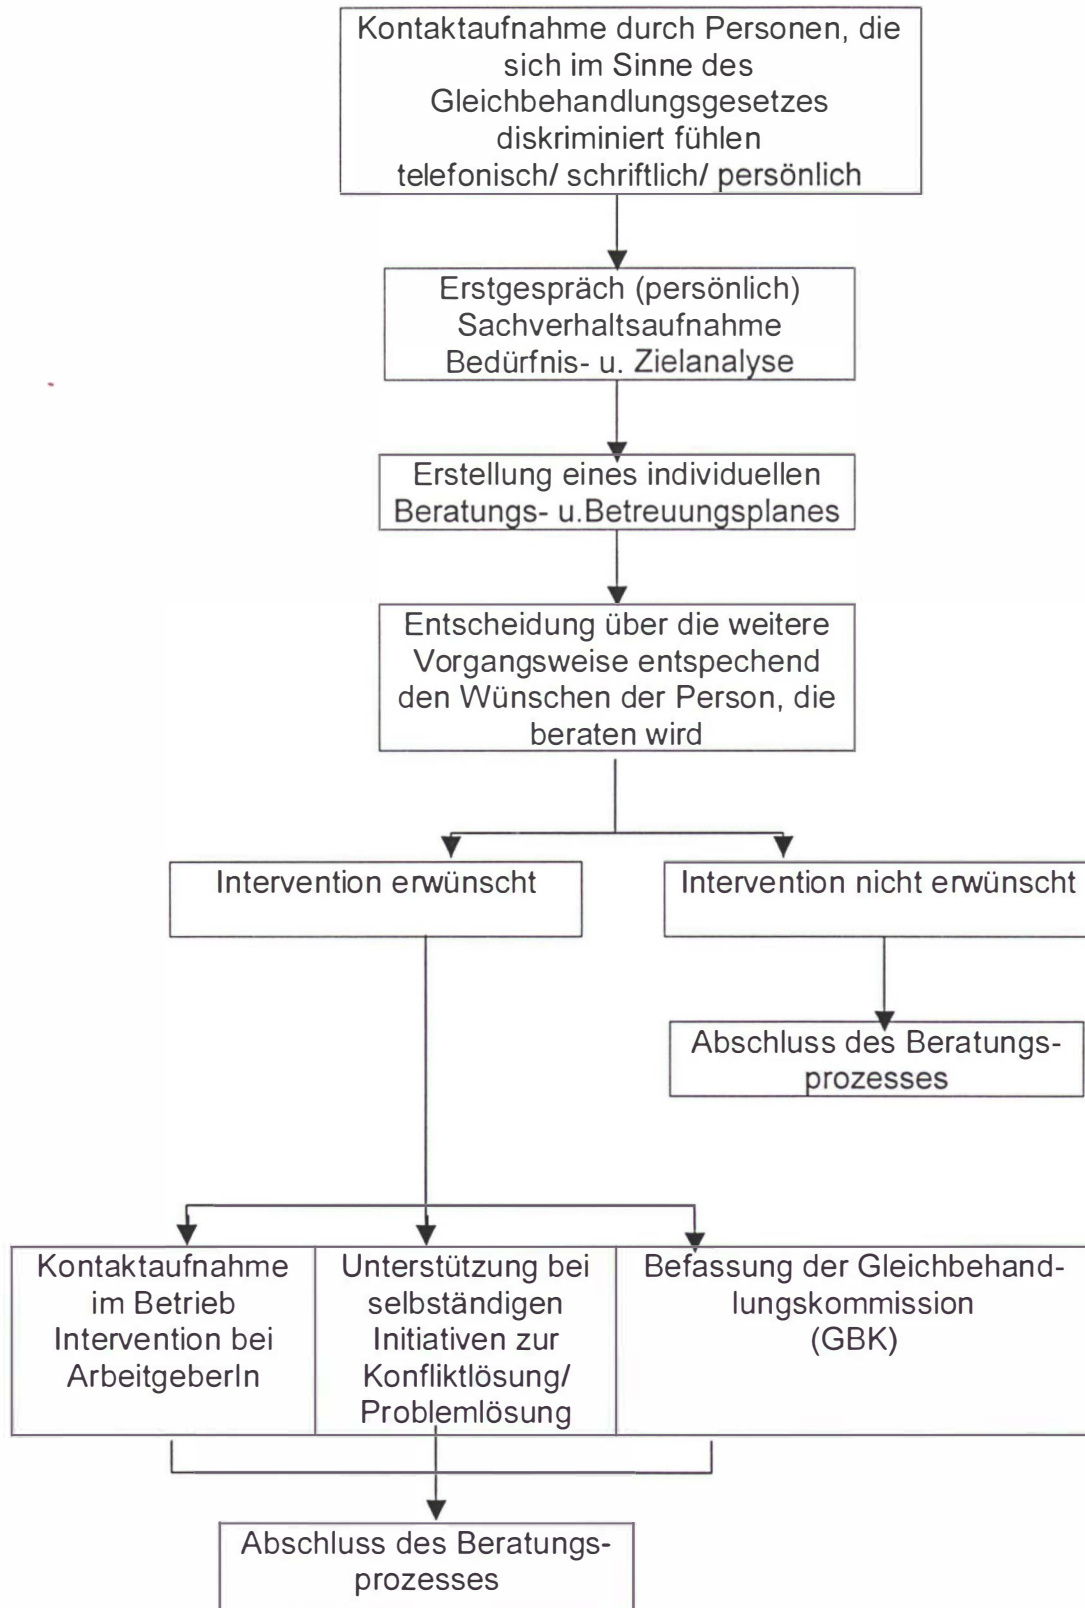 Kontaktaufnahme durch Personen, die
sich im Sinne des
Gleichbehandlungsgesetzes
diskriminiert fühlen
telefonisch/ schriftlich/ persönlich
Erstgespräch (persönlich)
Sachverhaltsaufnahme
Bedürfnis- u. Zielanalyse
Erstellung eines individuellen
Beratungs- u.Betreuungsplanes
Entscheidung über die weitere
Vorgangsweise entspechend
den Wünschen der Person, die
beraten wird
Intervention erwünscht
Intervention nicht erwünscht
Abschluss des Beratungs-
prozesses
Kontaktaufnahme
im Betrieb
Intervention bei
ArbeitgeberIn
Unterstützung bei
selbständigen
Initiativen zur
Konfliktlösung/
Problemlösung
Befassung der Gleichbehand-
lungskommission
(GBK)
Abschluss des Beratungs-
prozesses